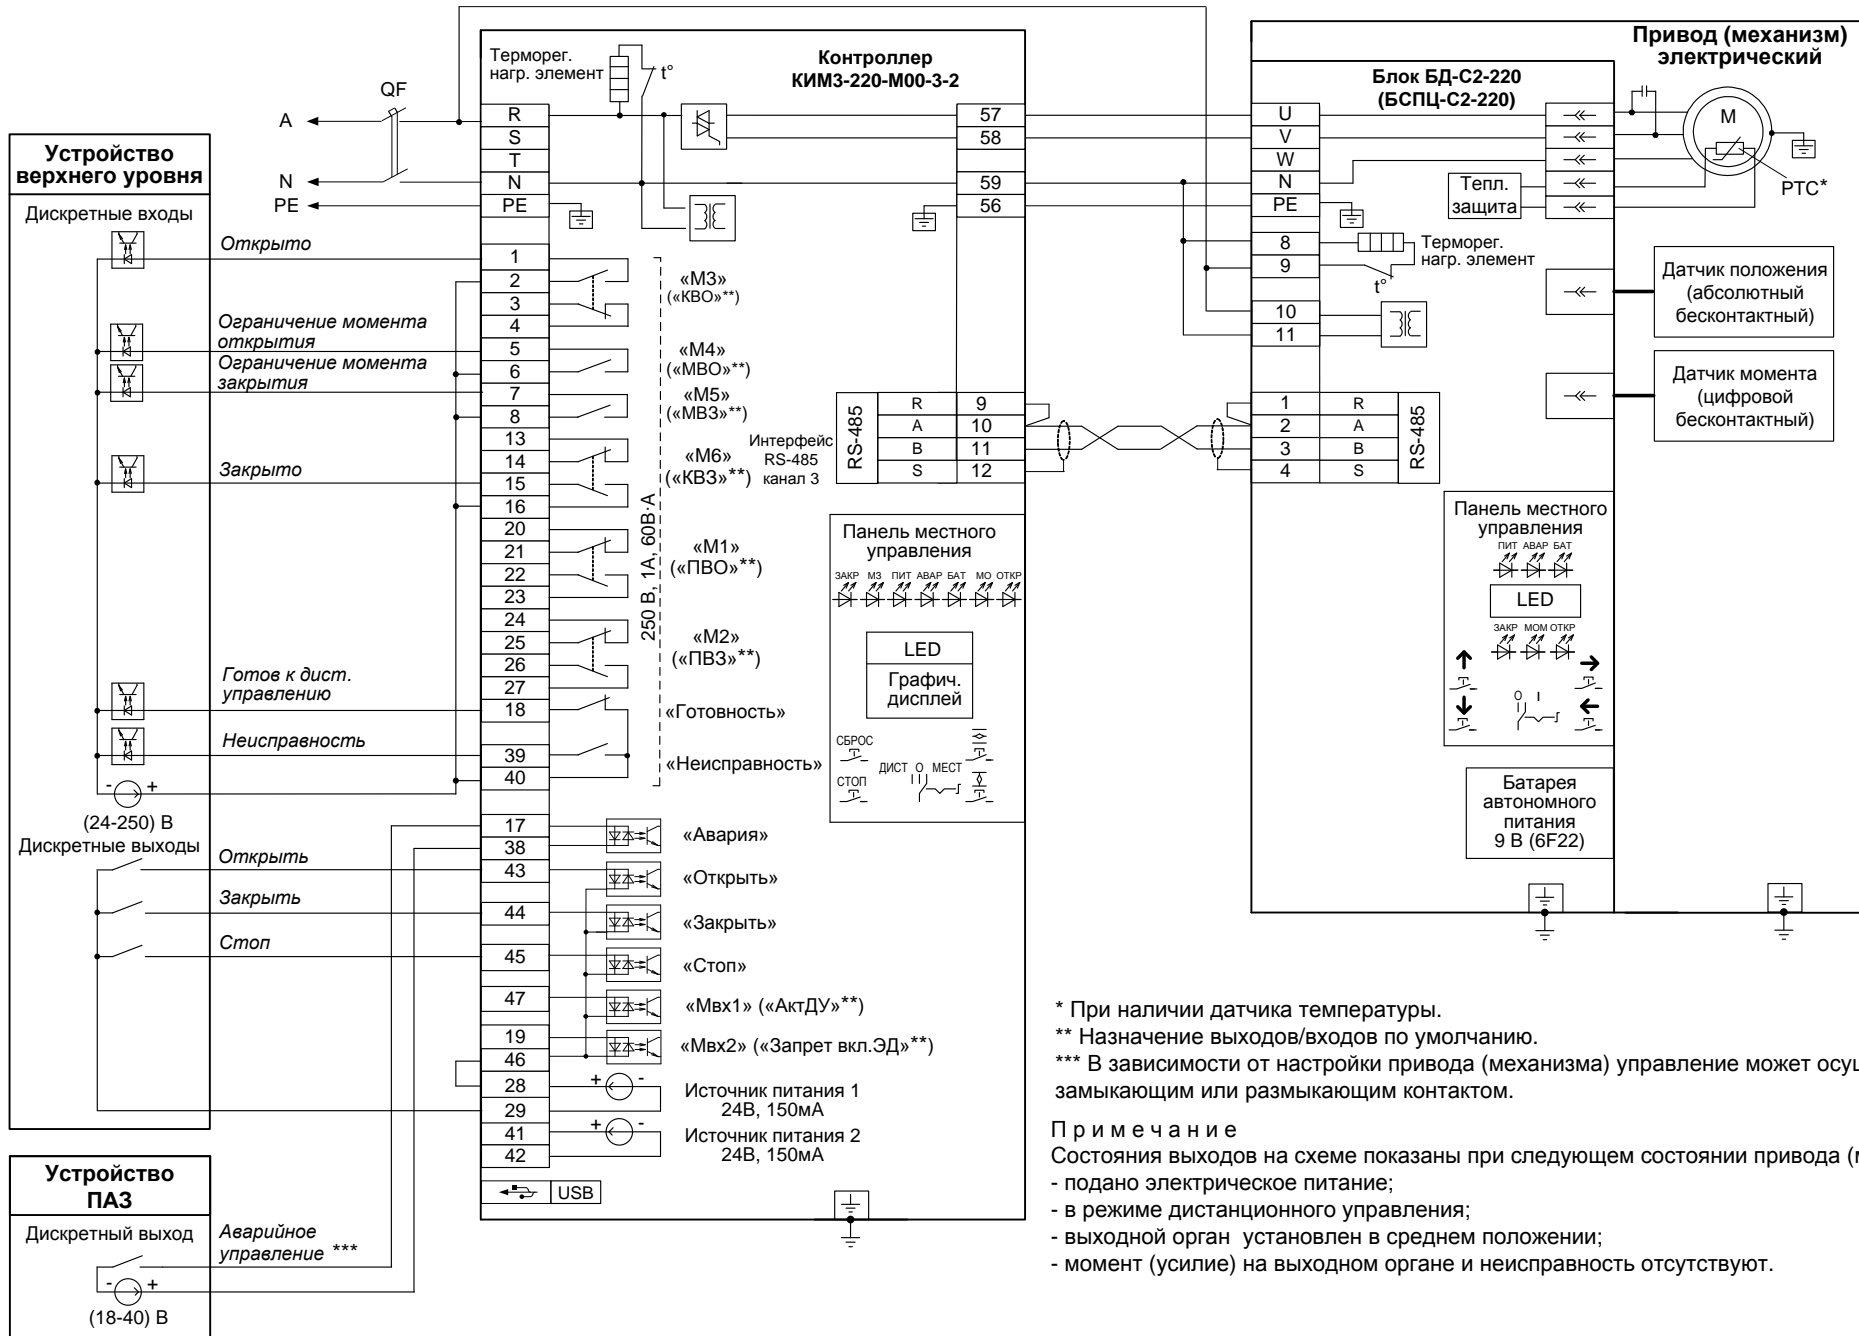 Устройство
верхнего уровня
Дискретные входы
(24-250) В
Дискретные выходы
Устройство
ПАЗ
Дискретный выход
(18-40) В
- +
- +
A
N
PE
QF
Открыто
Ограничение момента
открытия
Ограничение момента
закрытия
Закрыто
Готов к дист.
управлению
Неисправность
Открыть
Закрыть
Стоп
Аварийное
управление ***
Терморег.
нагр. элемент
t°
Контроллер
КИМ3-220-М00-3-2
R
S
T
N
PE
1
2
3
4
5
6
7
8
13
14
15
16
20
21
22
23
24
25
26
27
18
39
40
17
38
43
44
45
47
19
46
28
29
41
42
USB
«М3»
(«КВО»**)
«М4»
(«МВО»**)
«М5»
(«МВЗ»**)
«М6»
(«КВЗ»**)
«М1»
(«ПВО»**)
«М2»
(«ПВЗ»**)
«Готовность»
«Неисправность»
250 В, 1А, 60В·А
«Авария»
«Открыть»
«Закрыть»
«Стоп»
«Мвх1» («АктДУ»**)
«Мвх2» («Запрет вкл.ЭД»**)
+ -
Источник питания 1
24В, 150мА
+ -
Источник питания 2
24В, 150мА
57
58
59
56
Интерфейс
RS-485
канал 3
RS-485
R 9
A 10
B 11
S 12
Панель местного
управления
ЗАКР МЗ ПИТ АВАР БАТ МО ОТКР
LED
Графич.
дисплей
СБРОС
СТОП
ДИСТ О МЕСТ
Привод (механизм)
электрический
Блок БД-С2-220
(БСПЦ-С2-220)
U
V
W
N
PE
8
9
10
11
Тепл.
защита
M
PTC*
Терморег.
нагр. элемент
t°
Датчик положения
(абсолютный
бесконтактный)
Датчик момента
(цифровой
бесконтактный)
1 R
2 A
3 B
4 S
RS-485
Панель местного
управления
ПИТ АВАР БАТ
LED
ЗАКР МОМ ОТКР
O I
Батарея
автономного
питания
9 В (6F22)
* При наличии датчика температуры.
** Назначение выходов/входов по умолчанию.
*** В зависимости от настройки привода (механизма) управление может осущ
замыкающим или размыкающим контактом.
П р и м е ч а н и е
Состояния выходов на схеме показаны при следующем состоянии привода (м
- подано электрическое питание;
- в режиме дистанционного управления;
- выходной орган установлен в среднем положении;
- момент (усилие) на выходном органе и неисправность отсутствуют.